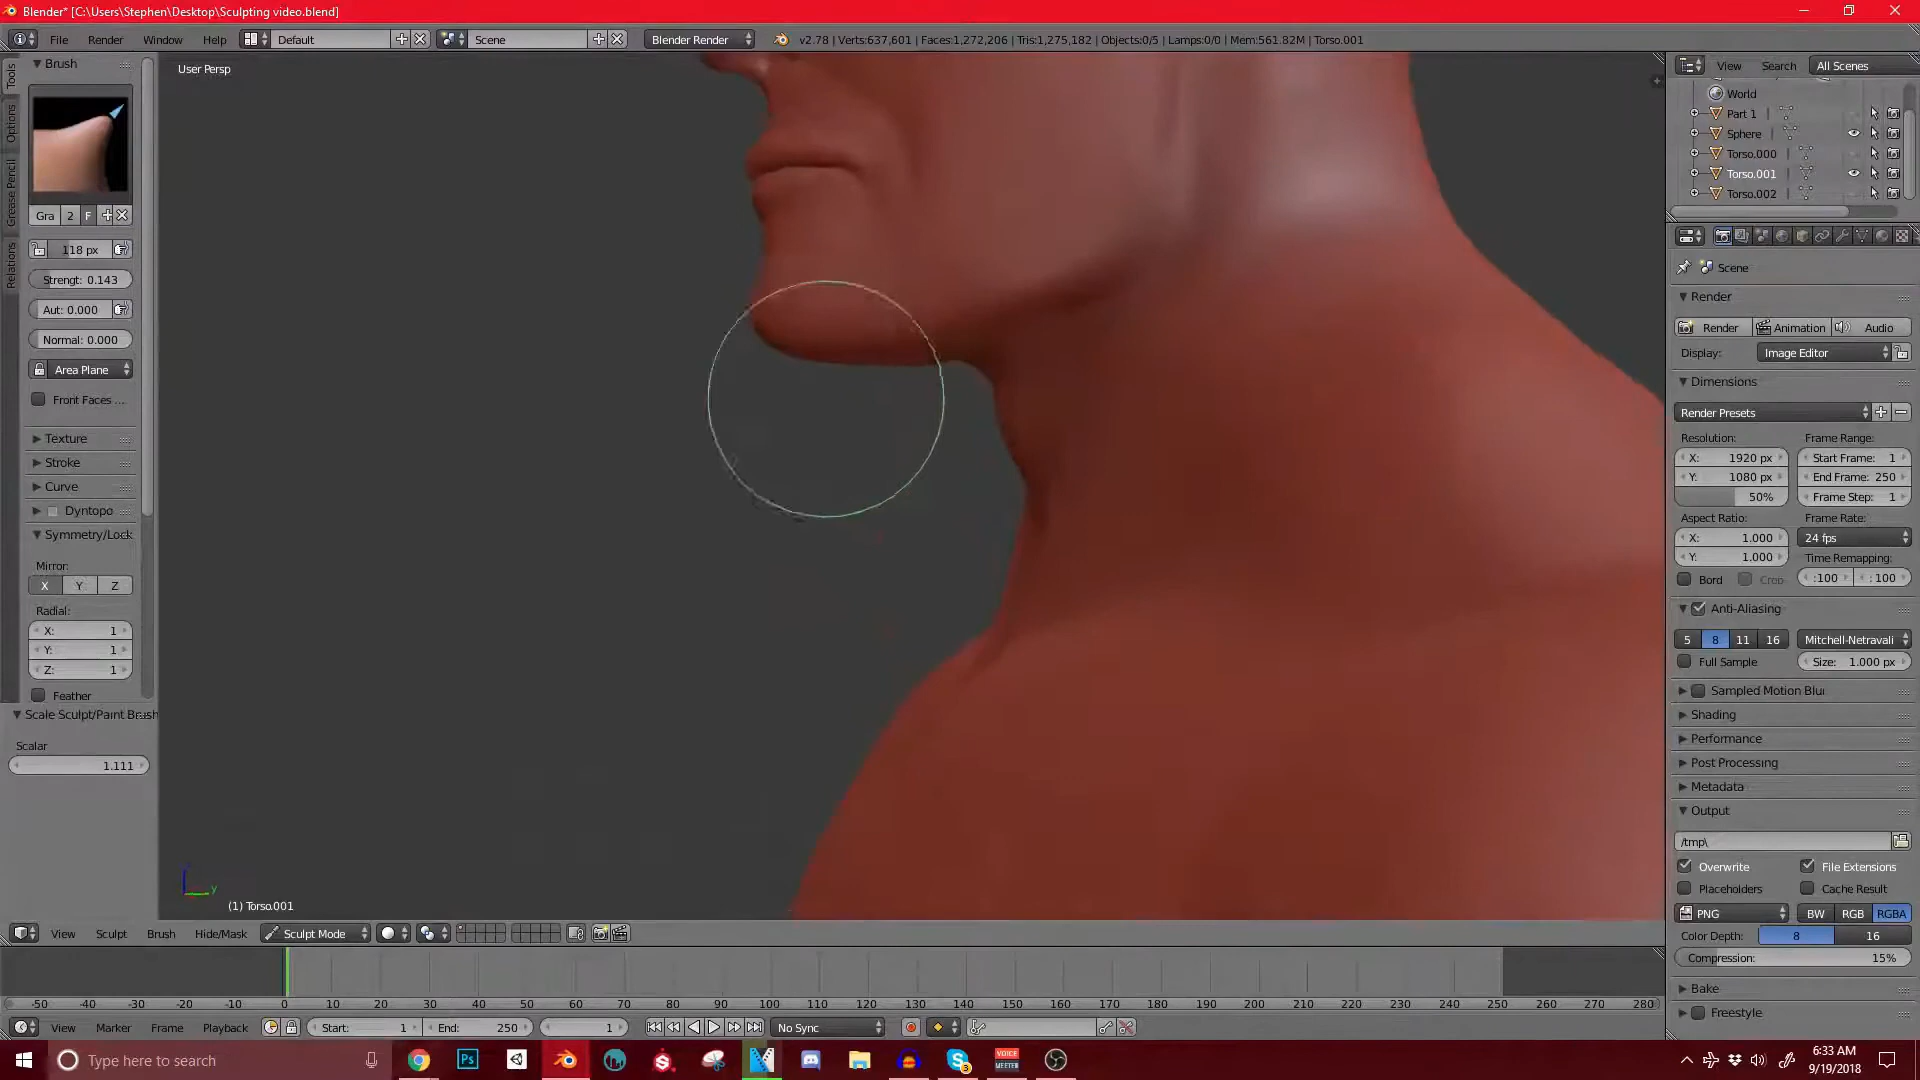 Blender* [C:\Users\Stephen\Desktop\Sculpting video.blend]
File Render Window Help Default Scene Blender Render v2.78 | Verts:637,601 | Faces:1,272,206 | Tris:1,275,182 | Objects:0/5 | Lamps:0/0 | Mem:561.82M | Torso.001
Tools
Options
Grease Pencil
Relations
Brush
Gra 2 F
118 px
Strengt: 0.143
Aut: 0.000
Normal: 0.000
Area Plane
Front Faces ...
Texture
Stroke
Curve
Dyntopo
Symmetry/Lock
Mirror:
X Y Z
Radial:
X: 1
Y: 1
Z: 1
Feather
Scale Sculpt/Paint Brush
Scalar
1.111
User Persp
y
(1) Torso.001
View Search All Scenes
World
Part 1
Sphere
Torso.000
Torso.001
Torso.002
Scene
Render
Render Animation Audio
Display: Image Editor
Dimensions
Render Presets
Resolution: Frame Range:
X: 1920 px Start Frame: 1
Y: 1080 px End Frame: 250
50% Frame Step: 1
Aspect Ratio: Frame Rate:
X: 1.000 24 fps
Y: 1.000 Time Remapping:
Bord Crop :100 :100
Anti-Aliasing
5 8 11 16 Mitchell-Netravali
Full Sample Size: 1.000 px
Sampled Motion Blur
Shading
Performance
Post Processing
Metadata
Output
/tmp\
Overwrite File Extensions
Placeholders Cache Result
PNG BW RGB RGBA
Color Depth: 8 16
Compression: 15%
Bake
Freestyle
View Sculpt Brush Hide/Mask Sculpt Mode
-50 -40 -30 -20 -10 0 10 20 30 40 50 60 70 80 90 100 110 120 130 140 150 160 170 180 190 200 210 220 230 240 250 260 270 280
View Marker Frame Playback Start: 1 End: 250 1 No Sync
Type here to search
Ps
VOICE MEETER
6:33 AM
9/19/2018